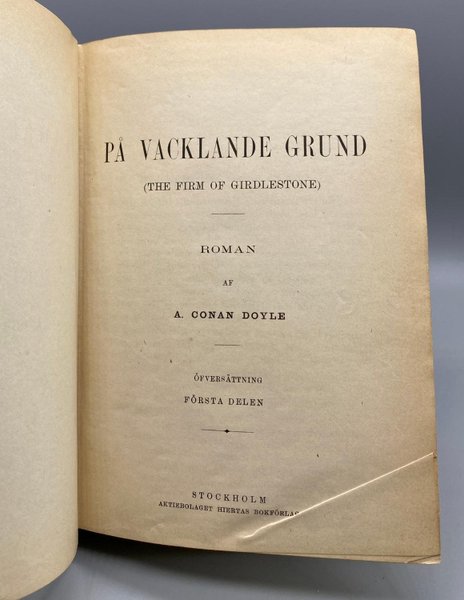 PÅ VACKLANDE GRUND
(THE FIRM OF GIRDLESTONE)
ROMAN
AF
A. CONAN DOYLE
ÖFVERSÄTTNING
FÖRSTA DELEN
STOCKHOLM
AKTIEBOLAGET HIERTAS BOKFÖRLAG